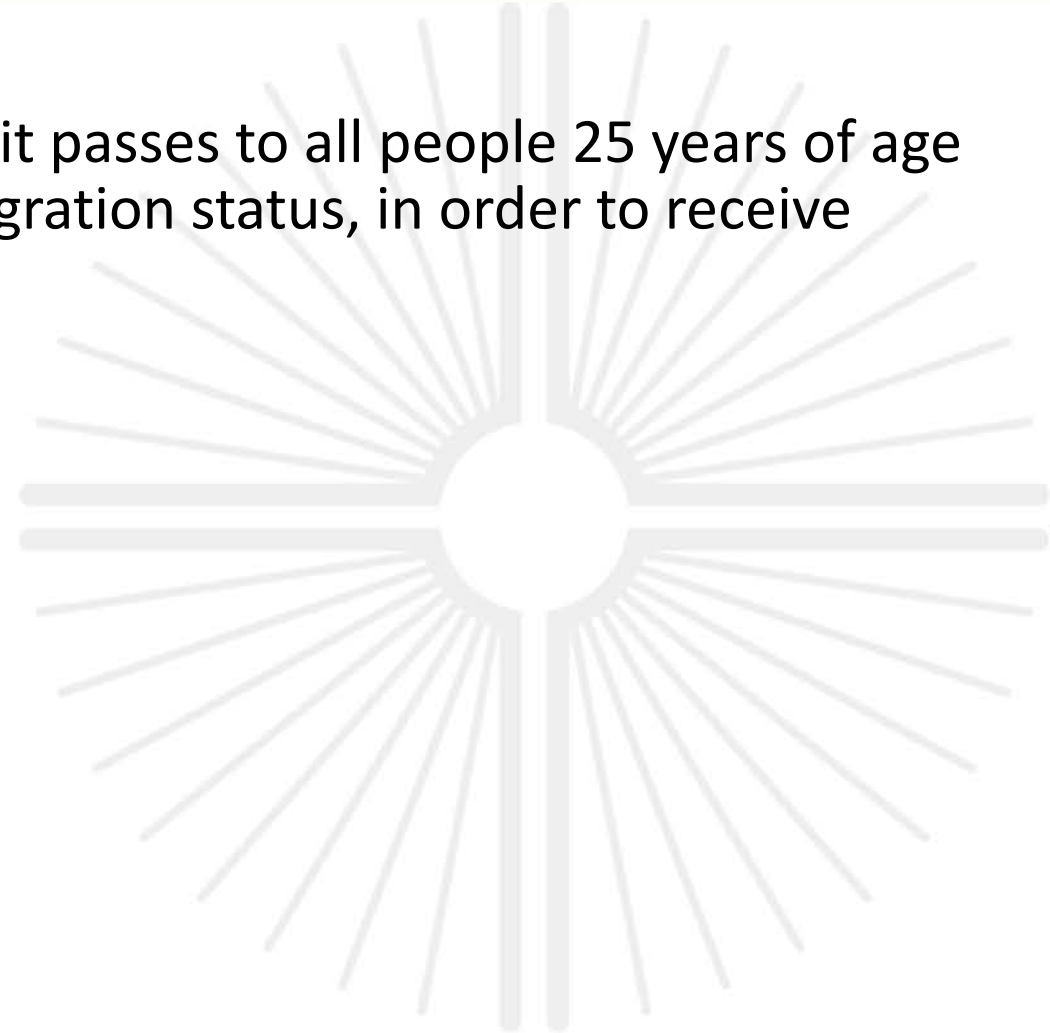 it passes to all people 25 years of age
gration status, in order to receive